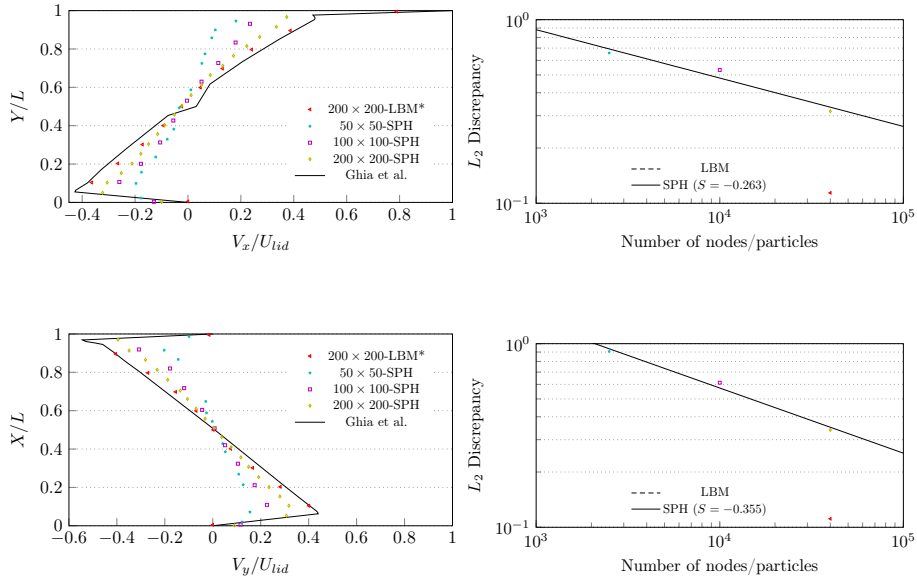 1
0.8
0.6
0.4
0.2
0
Y/L
200 × 200-LBM*
50 × 50-SPH
100 × 100-SPH
200 × 200-SPH
Ghia et al.
−0.4 −0.2 0 0.2 0.4 0.6 0.8 1
V_x/U_{lid}
10^0
10^{−1}
L_2 Discrepancy
LBM
SPH (S = −0.263)
10^3 10^4 10^5
Number of nodes/particles
1
0.8
0.6
0.4
0.2
0
X/L
200 × 200-LBM*
50 × 50-SPH
100 × 100-SPH
200 × 200-SPH
Ghia et al.
−0.6 −0.4 −0.2 0 0.2 0.4 0.6 0.8 1
V_y/U_{lid}
10^0
10^{−1}
L_2 Discrepancy
LBM
SPH (S = −0.355)
10^3 10^4 10^5
Number of nodes/particles